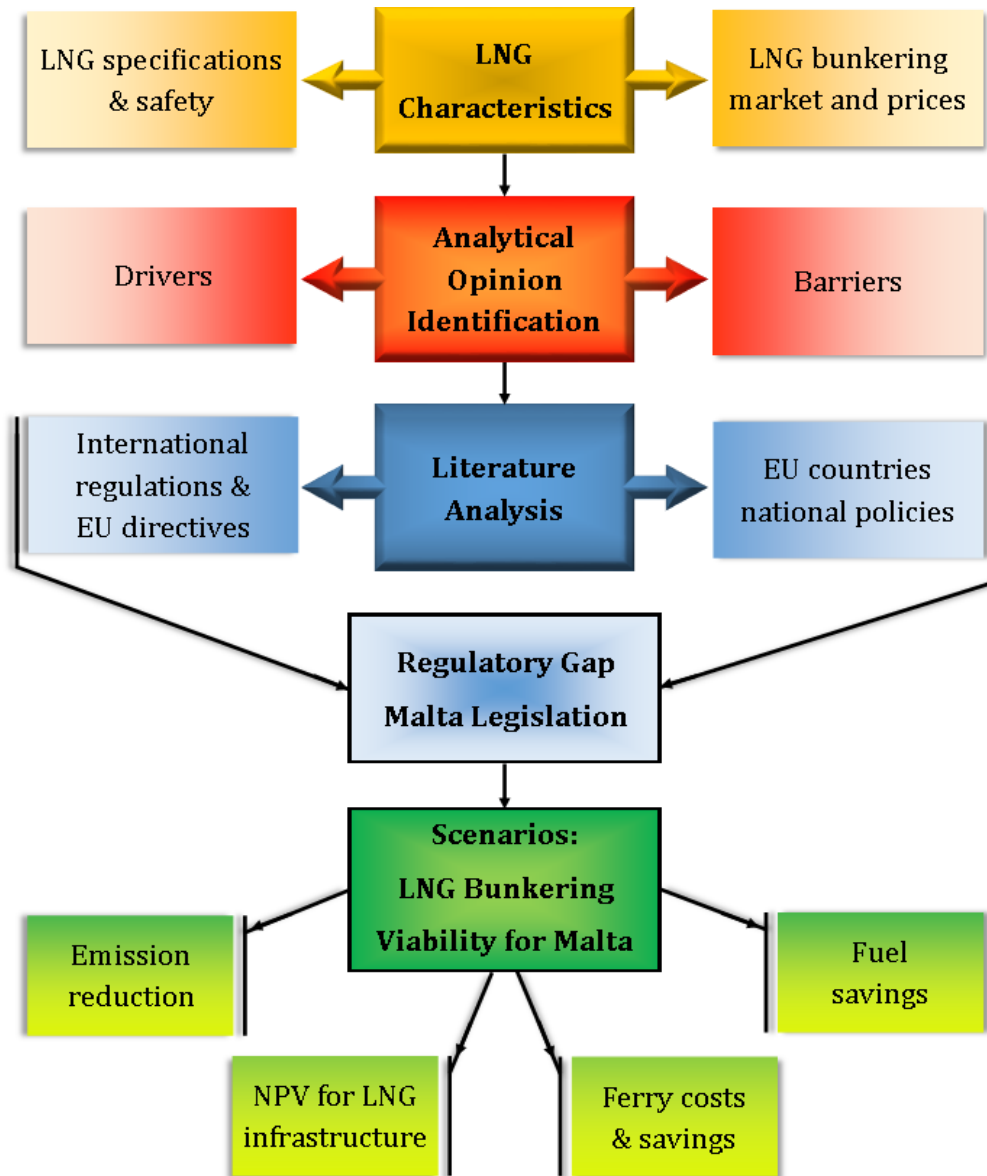 LNG specifications
& safety
LNG
Characteristics
LNG bunkering
market and prices
Drivers
Analytical
Opinion
Identification
Barriers
International
regulations &
EU directives
Literature
Analysis
EU countries
national policies
Regulatory Gap
Malta Legislation
Scenarios:
LNG Bunkering
Viability for Malta
Emission
reduction
Fuel
savings
NPV for LNG
infrastructure
Ferry costs
& savings